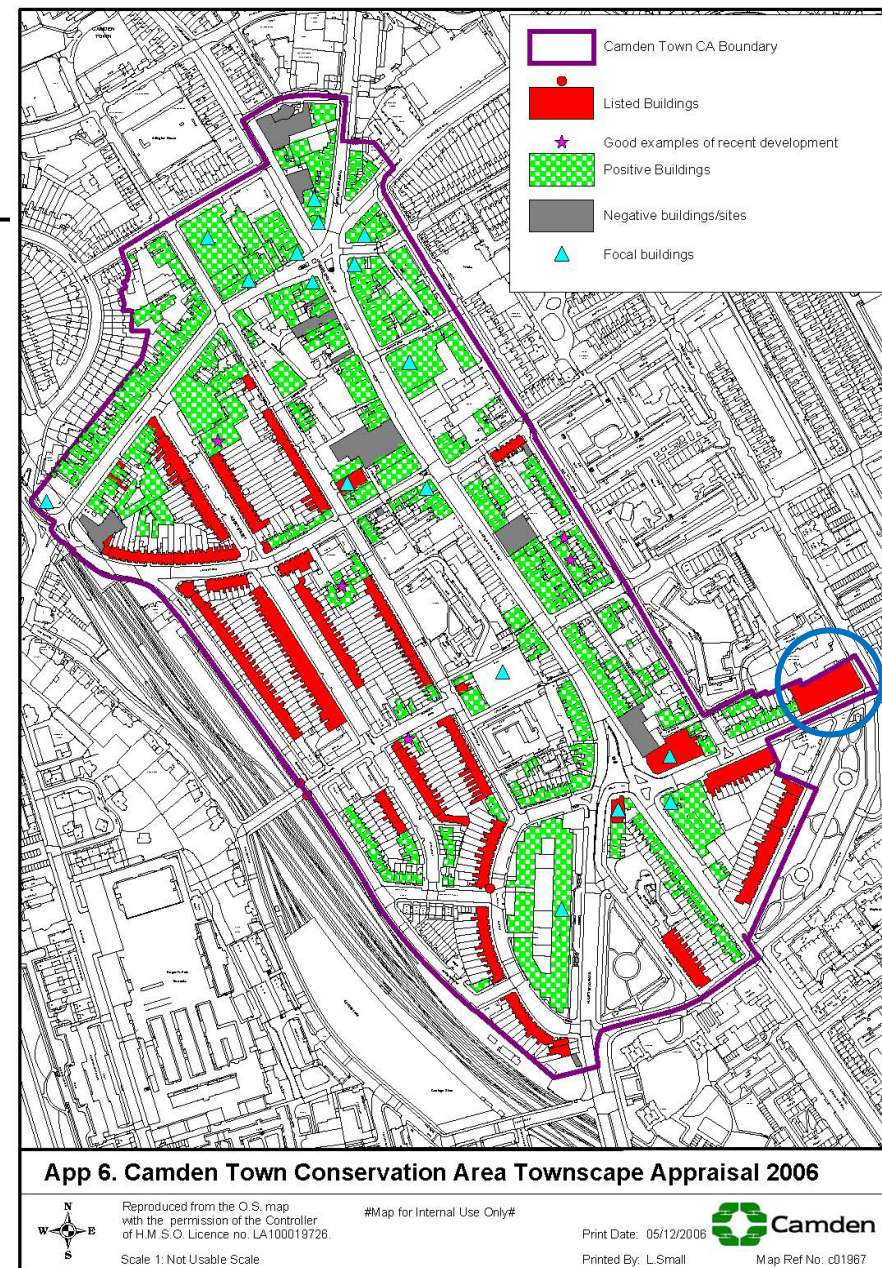 Camden Town CA Boundary
Listed Buildings
Good examples of recent development
Positive Buildings
Negative buildings/sites
Focal buildings
CAMDEN
TOWN
App 6. Camden Town Conservation Area Townscape Appraisal 2006
N
W E
S
Reproduced from the O.S. map
with the permission of the Controller
of H.M.S.O. Licence no. LA100019726.
Scale 1: Not Usable Scale
#Map for Internal Use Only#
Print Date: 05/12/2006
Printed By: L.Small
Camden
Map Ref No: c01967